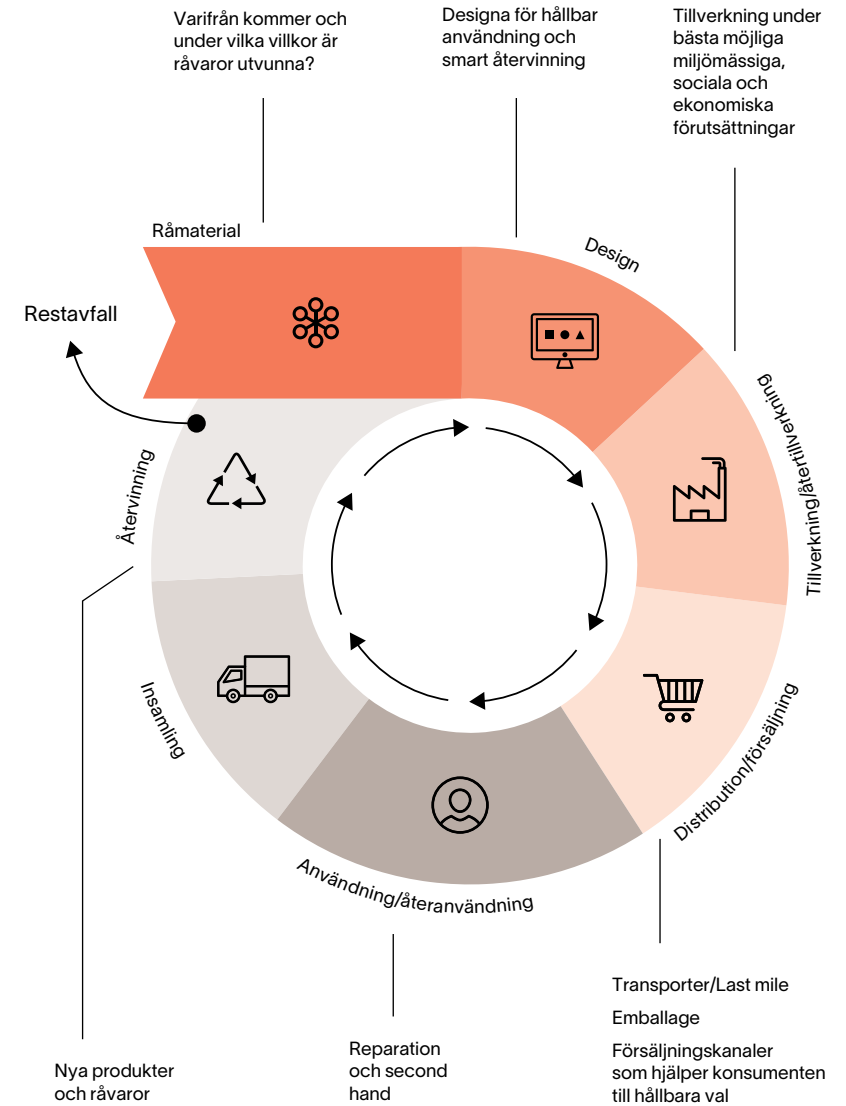 Varifrån kommer och
under vilka villkor är
råvaror utvunna?
Designa för hållbar
användning och
smart återvinning
Tillverkning under
bästa möjliga
miljömässiga,
sociala och
ekonomiska
förutsättningar
Råmaterial
Design
Restavfall
Tillverkning/återtillverkning
Återvinning
Insamling
Distribution/försäljning
Användning/återanvändning
Transporter/Last mile
Emballage
Försäljningskanaler
som hjälper konsumenten
till hållbara val
Reparation
och second
hand
Nya produkter
och råvaror